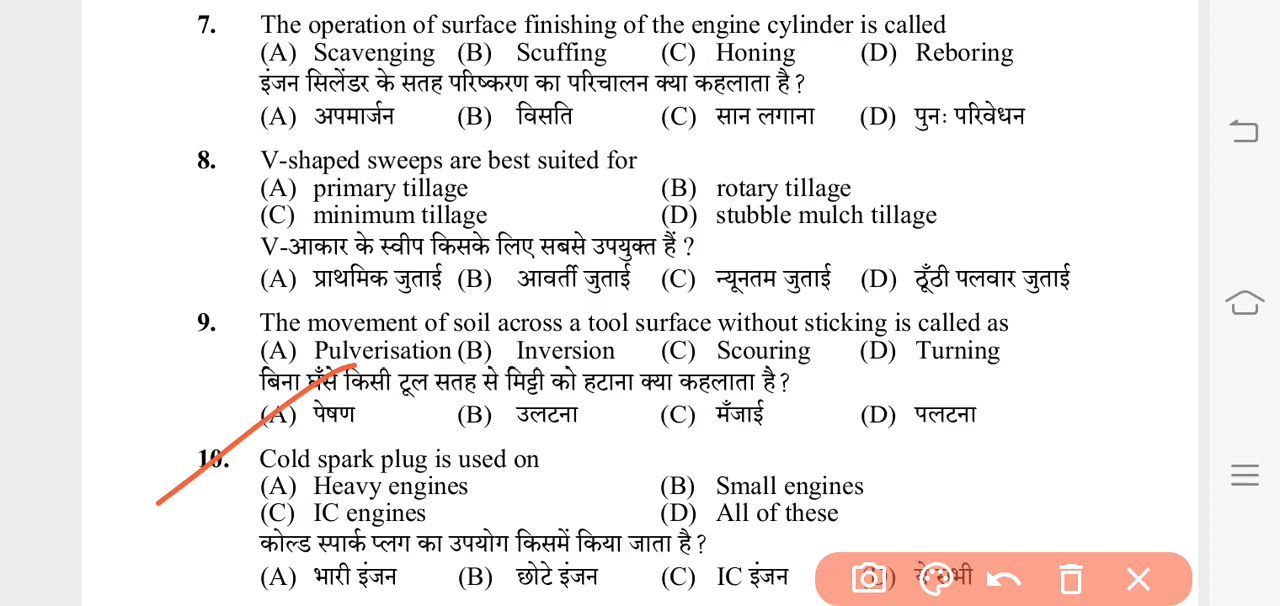 7. The operation of surface finishing of the engine cylinder is called
(A) Scavenging (B) Scuffing (C) Honing (D) Reboring
इंजन सिलेंडर के सतह परिष्करण का परिचालन क्या कहलाता है ?
(A) अपमार्जन (B) विसति (C) सान लगाना (D) पुनः परिवेधन
8. V-shaped sweeps are best suited for
(A) primary tillage (B) rotary tillage
(C) minimum tillage (D) stubble mulch tillage
V-आकार के स्वीप किसके लिए सबसे उपयुक्त हैं ?
(A) प्राथमिक जुताई (B) आवर्ती जुताई (C) न्यूनतम जुताई (D) ठूँठी पलवार जुताई
9. The movement of soil across a tool surface without sticking is called as
(A) Pulverisation (B) Inversion (C) Scouring (D) Turning
बिना घँसे किसी टूल सतह से मिट्टी को हटाना क्या कहलाता है ?
(A) पेषण (B) उलटना (C) मँजाई (D) पलटना
10. Cold spark plug is used on
(A) Heavy engines (B) Small engines
(C) IC engines (D) All of these
कोल्ड स्पार्क प्लग का उपयोग किसमें किया जाता है ?
(A) भारी इंजन (B) छोटे इंजन (C) IC इंजन (D) ये सभी